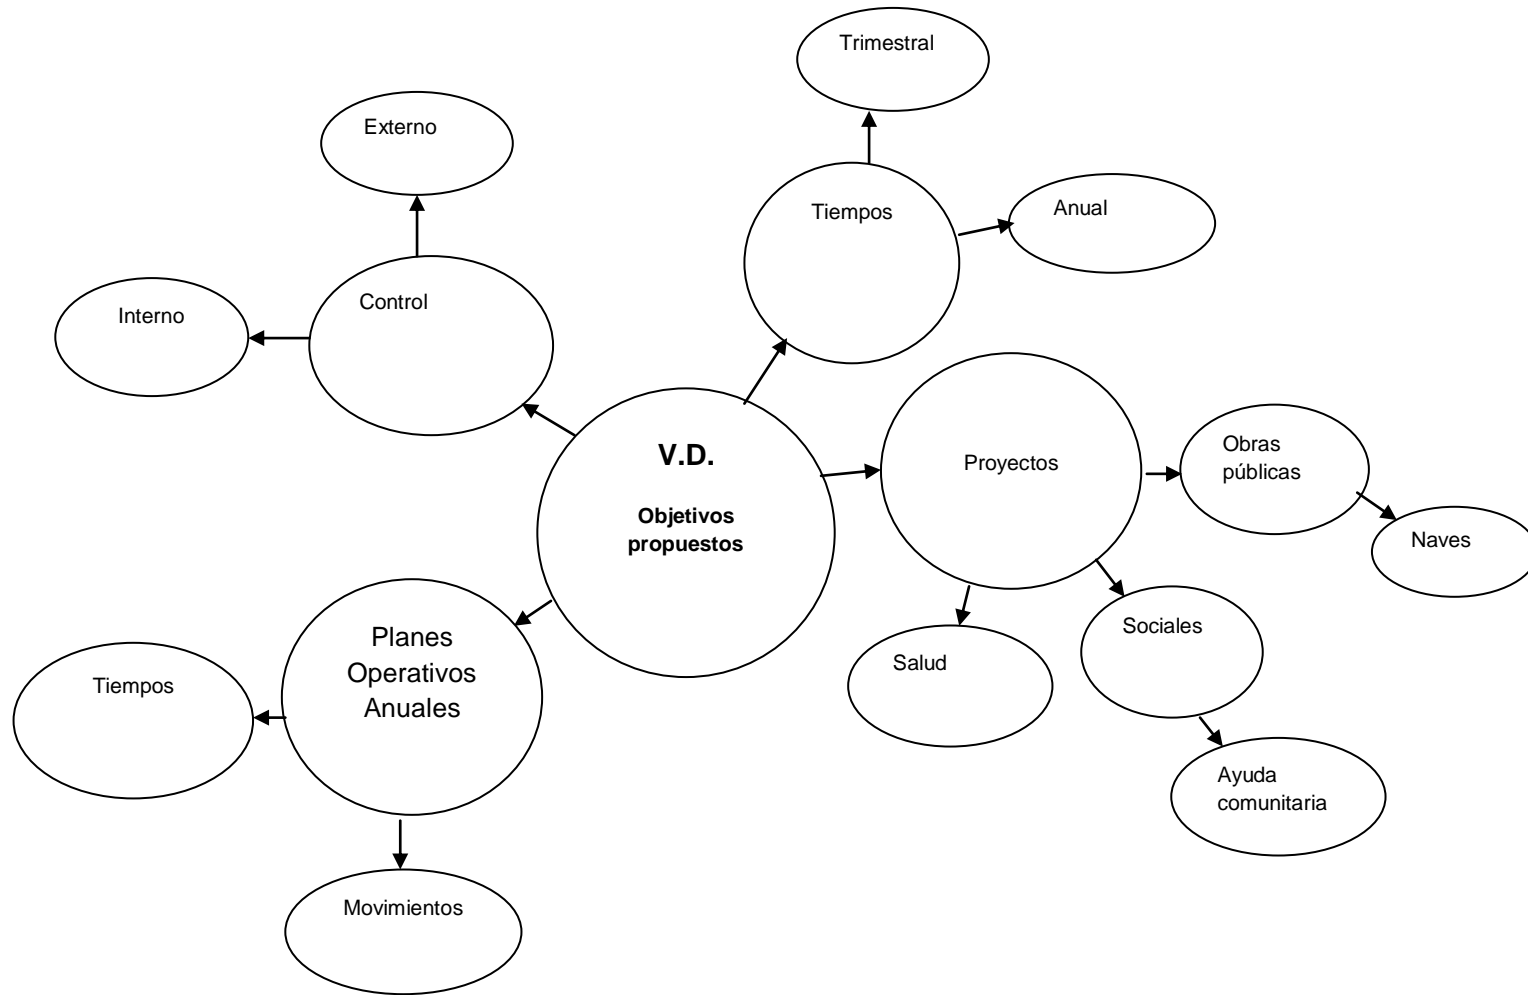 Trimestral
Externo
Tiempos
Anual
Interno
Control
V.D.
Objetivos
propuestos
Proyectos
Obras
públicas
Naves
Sociales
Salud
Ayuda
comunitaria
Planes
Operativos
Anuales
Tiempos
Movimientos